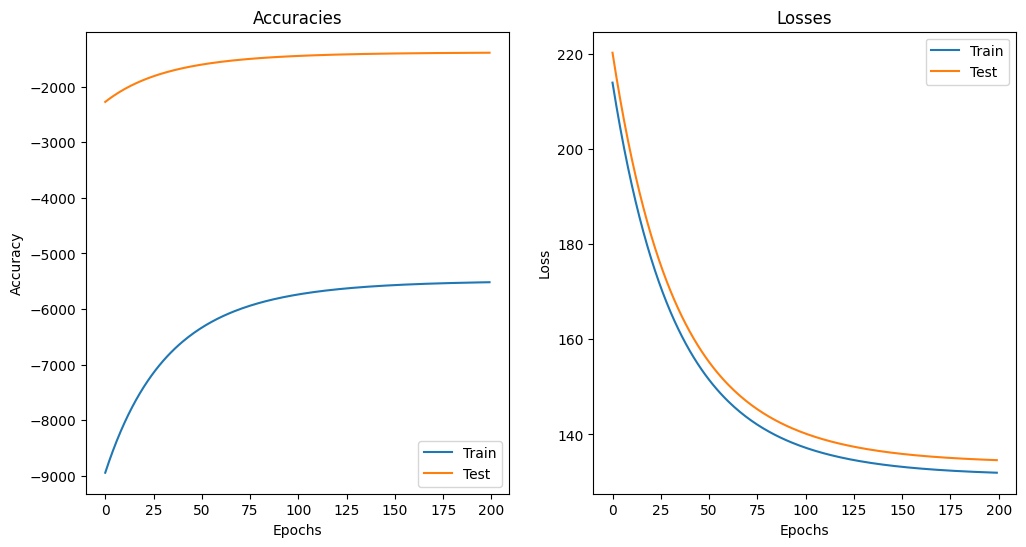 Accuracies
Accuracy
−2000
−3000
−4000
−5000
−6000
−7000
−8000
−9000
0 25 50 75 100 125 150 175 200
Epochs
Train
Test
Losses
Loss
220
200
180
160
140
0 25 50 75 100 125 150 175 200
Epochs
Train
Test